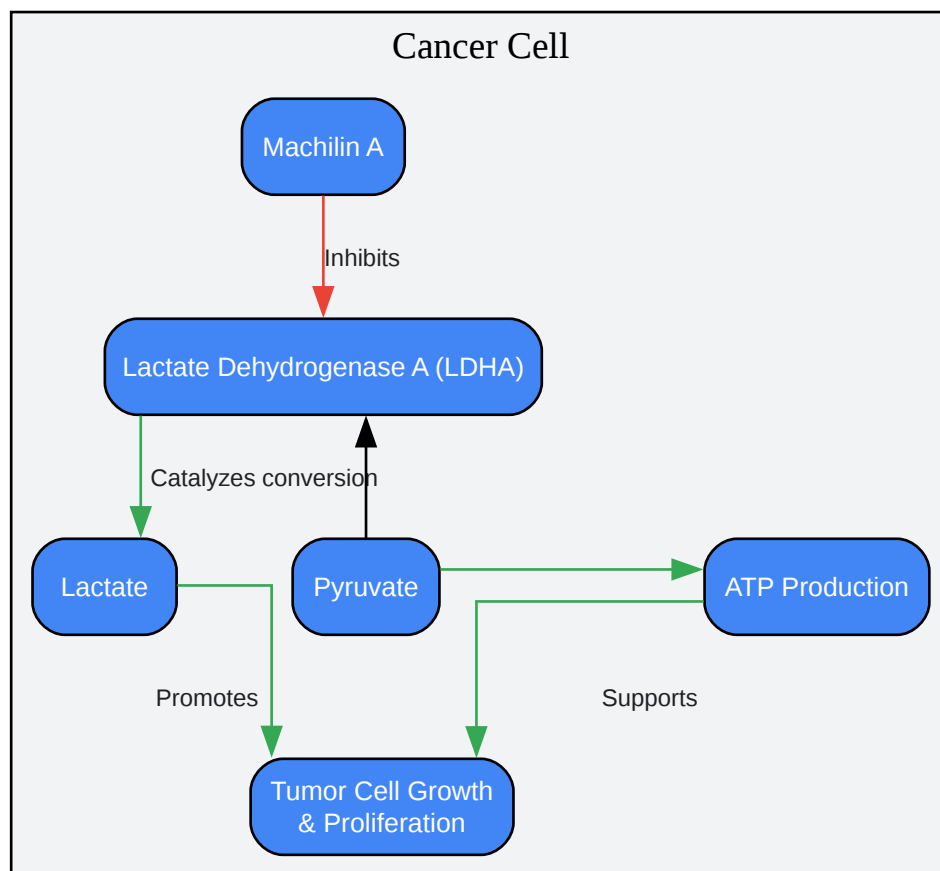 Cancer Cell
Machilin A
Inhibits
Lactate Dehydrogenase A (LDHA)
Catalyzes conversion
Lactate
Pyruvate
ATP Production
Promotes
Supports
Tumor Cell Growth
& Proliferation